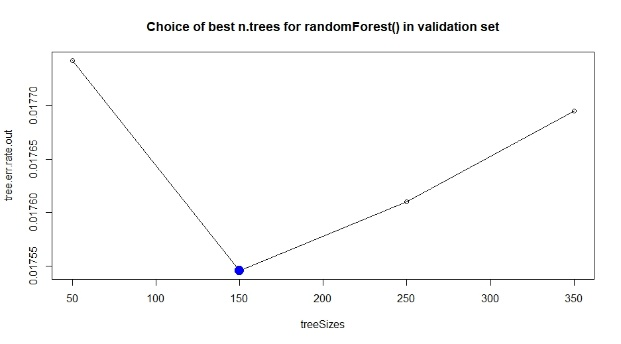 Choice of best n.trees for randomForest() in validation set
tree.err.rate.out
0.01770
0.01765
0.01760
0.01755
50 100 150 200 250 300 350
treeSizes